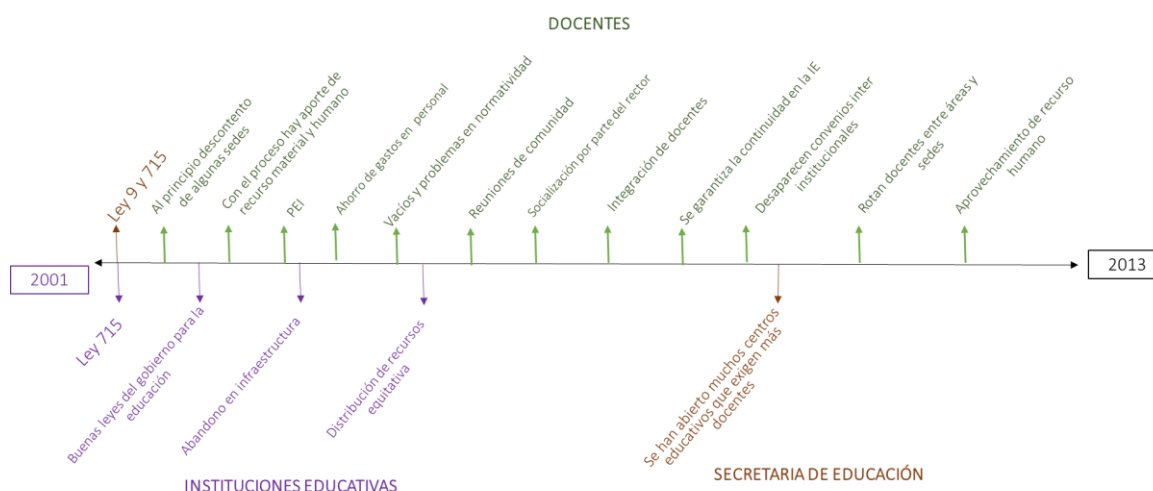 DOCENTES
Ley 9 y 715
Al principio descontento
de algunas sedes
Con el proceso hay aporte de
recurso material y humano
PEI
Ahorro de gastos en personal
Vacíos y problemas en normatividad
Reuniones de comunidad
Socialización por parte del rector
Integración de docentes
Se garantiza la continuidad en la IE
Desaparecen convenios inter
institucionales
Rotan docentes entre áreas y
sedes
Aprovechamiento de recurso
humano
2001
2013
Ley 715
Buenas leyes del gobierno para la
educación
Abandono en infraestructura
Distribución de recursos
equitativa
Se han abierto muchos centros
educativos que exigen más
docentes
INSTITUCIONES EDUCATIVAS
SECRETARIA DE EDUCACIÓN